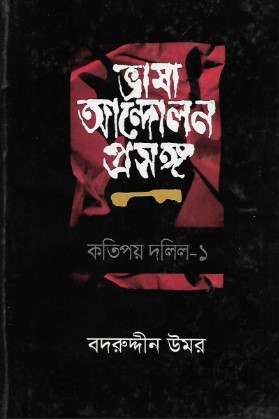 ভাষা
আন্দোলন
প্রসঙ্গ
কতিপয় দলিল-১
বদরুদ্দীন উমর